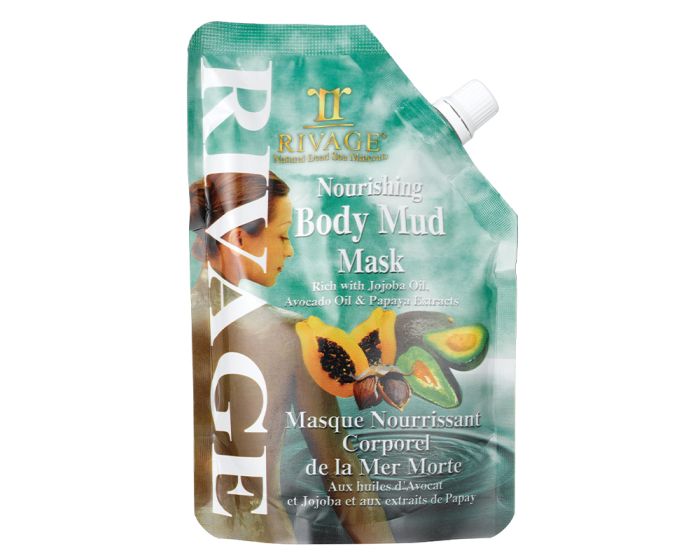 RIVAGE
RIVAGE®
Natural Dead Sea Minerals
Nourishing
Body Mud
Mask
Rich with Jojoba Oil,
Avocado Oil & Papaya Extracts
Masque Nourrissant
Corporel
de la Mer Morte
Aux huiles d'Avocat
et Jojoba et aux extraits de Papay